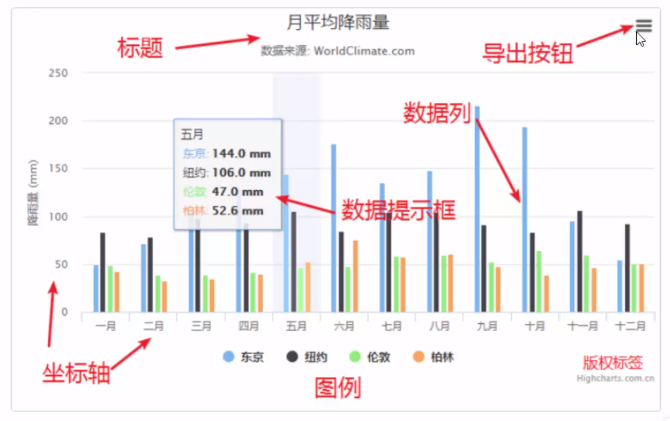 月平均降雨量
标题
数据来源: WorldClimate.com
导出按钮
250
200
150
100
50
0
降雨量 (mm)
数据列
五月
东京: 144.0 mm
纽约: 106.0 mm
伦敦: 47.0 mm
柏林: 52.6 mm
数据提示框
一月 二月 三月 四月 五月 六月 七月 八月 九月 十月 十一月 十二月
坐标轴
东京 纽约 伦敦 柏林
图例
版权标签
Highcharts.com.cn